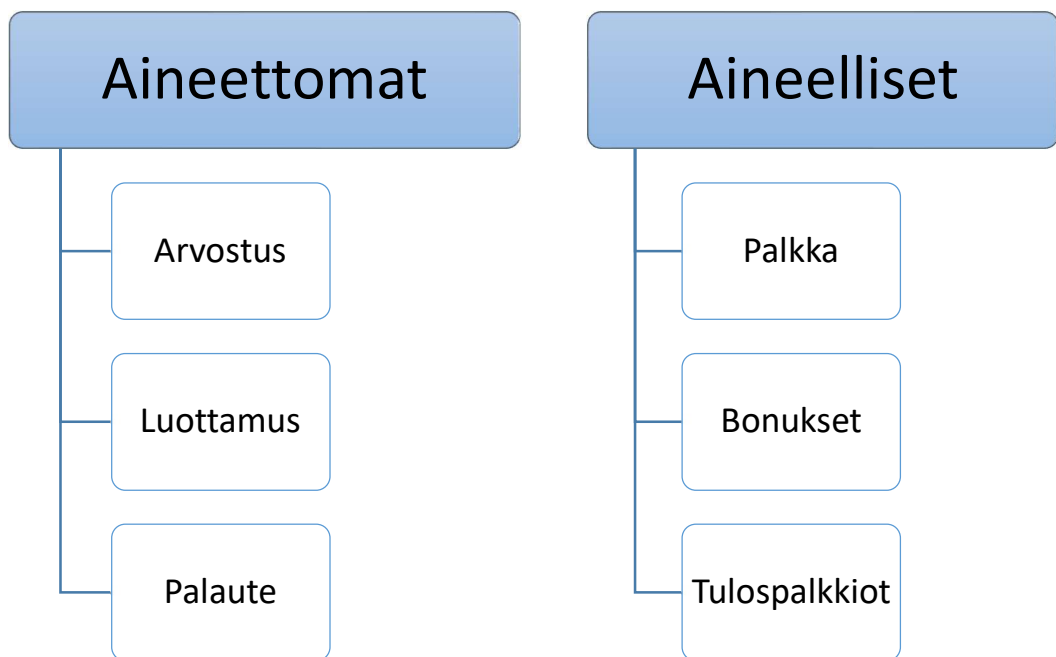 Aineettomat
Arvostus
Luottamus
Palaute
Aineelliset
Palkka
Bonukset
Tulospalkkiot